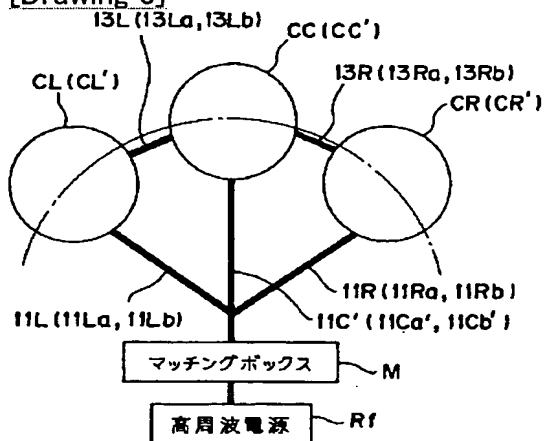 [Drawing 6]
13L(13La,13Lb)
CC(CC')
CL(CL')
13R(13Ra,13Rb)
CR(CR')
11L(11La,11Lb)
11R(11Ra,11Rb)
11C'(11Ca',11Cb')
マッチングボックス
M
高周波電源
Rf